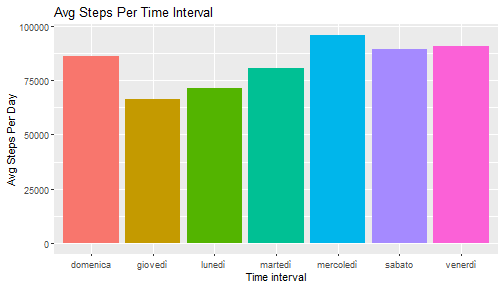 Avg Steps Per Time Interval
Avg Steps Per Day
100000
75000
50000
25000
0
domenica giovedì lunedì martedì mercoledì sabato venerdì
Time interval